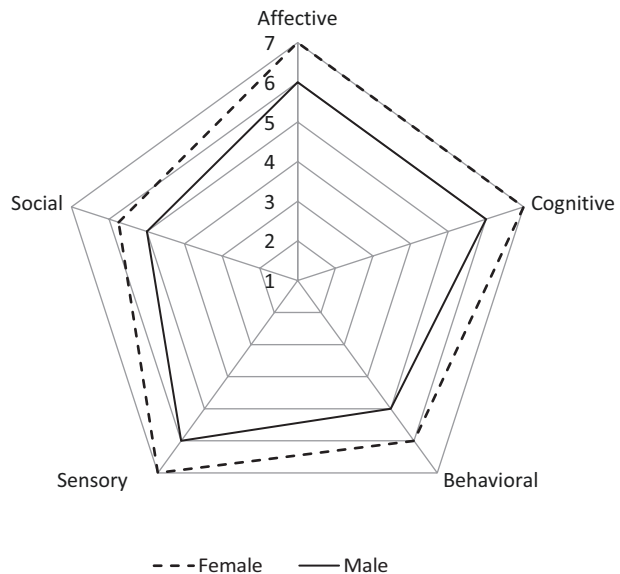 Affective
7
6
5
4
3
2
1
Social
Cognitive
Sensory
Behavioral
Female Male